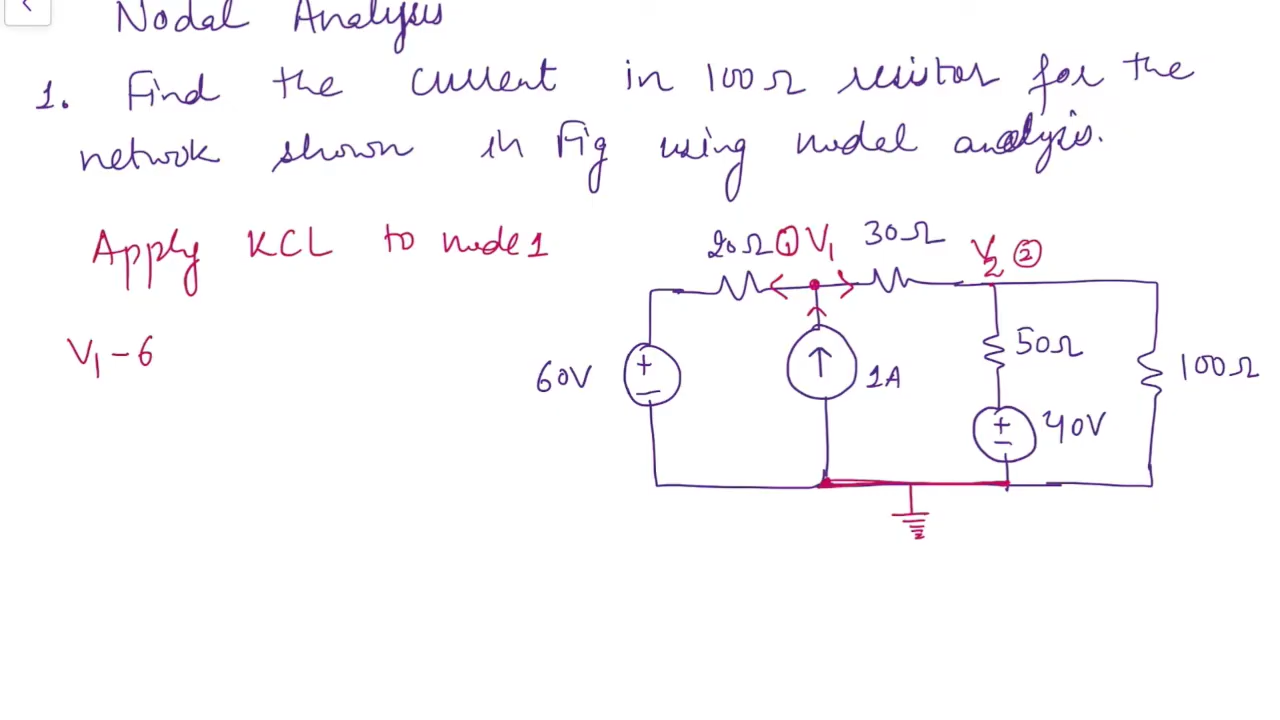 Nodal Analysis
1. Find the current in 100Ω resistor for the
network shown in Fig using nodal analysis.
Apply KCL to node 1
V1 - 6
20Ω ① V1 30Ω V2 ②
60V + -
↑ 1A
50Ω
+ - 40V
100Ω